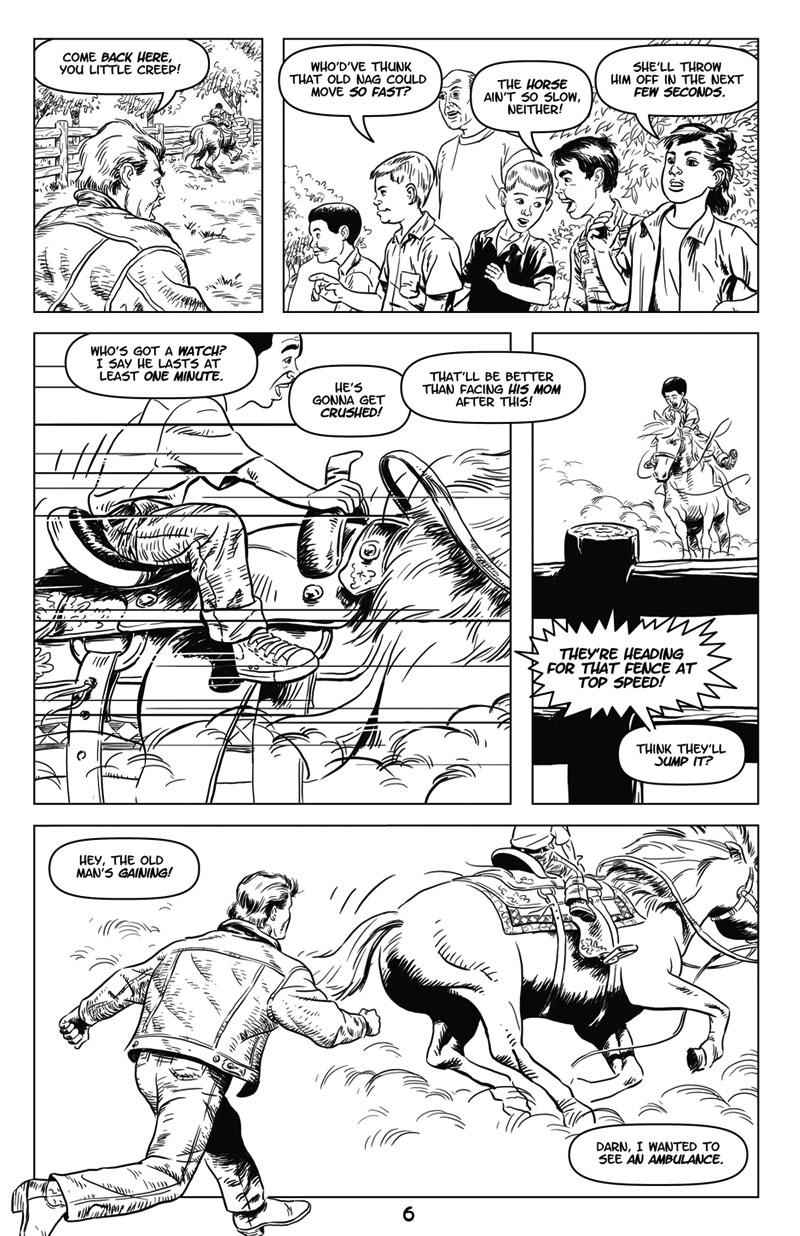 COME BACK HERE,
YOU LITTLE CREEP!
WHO'D'VE THUNK
THAT OLD NAG COULD
MOVE SO FAST?
THE HORSE
AIN'T SO SLOW,
NEITHER!
SHE'LL THROW
HIM OFF IN THE NEXT
FEW SECONDS.
WHO'S GOT A WATCH?
I SAY HE LASTS AT
LEAST ONE MINUTE.
HE'S
GONNA GET
CRUSHED!
THAT'LL BE BETTER
THAN FACING HIS MOM
AFTER THIS!
THEY'RE HEADING
FOR THAT FENCE AT
TOP SPEED!
THINK THEY'LL
JUMP IT?
HEY, THE OLD
MAN'S GAINING!
DARN, I WANTED TO
SEE AN AMBULANCE.
6